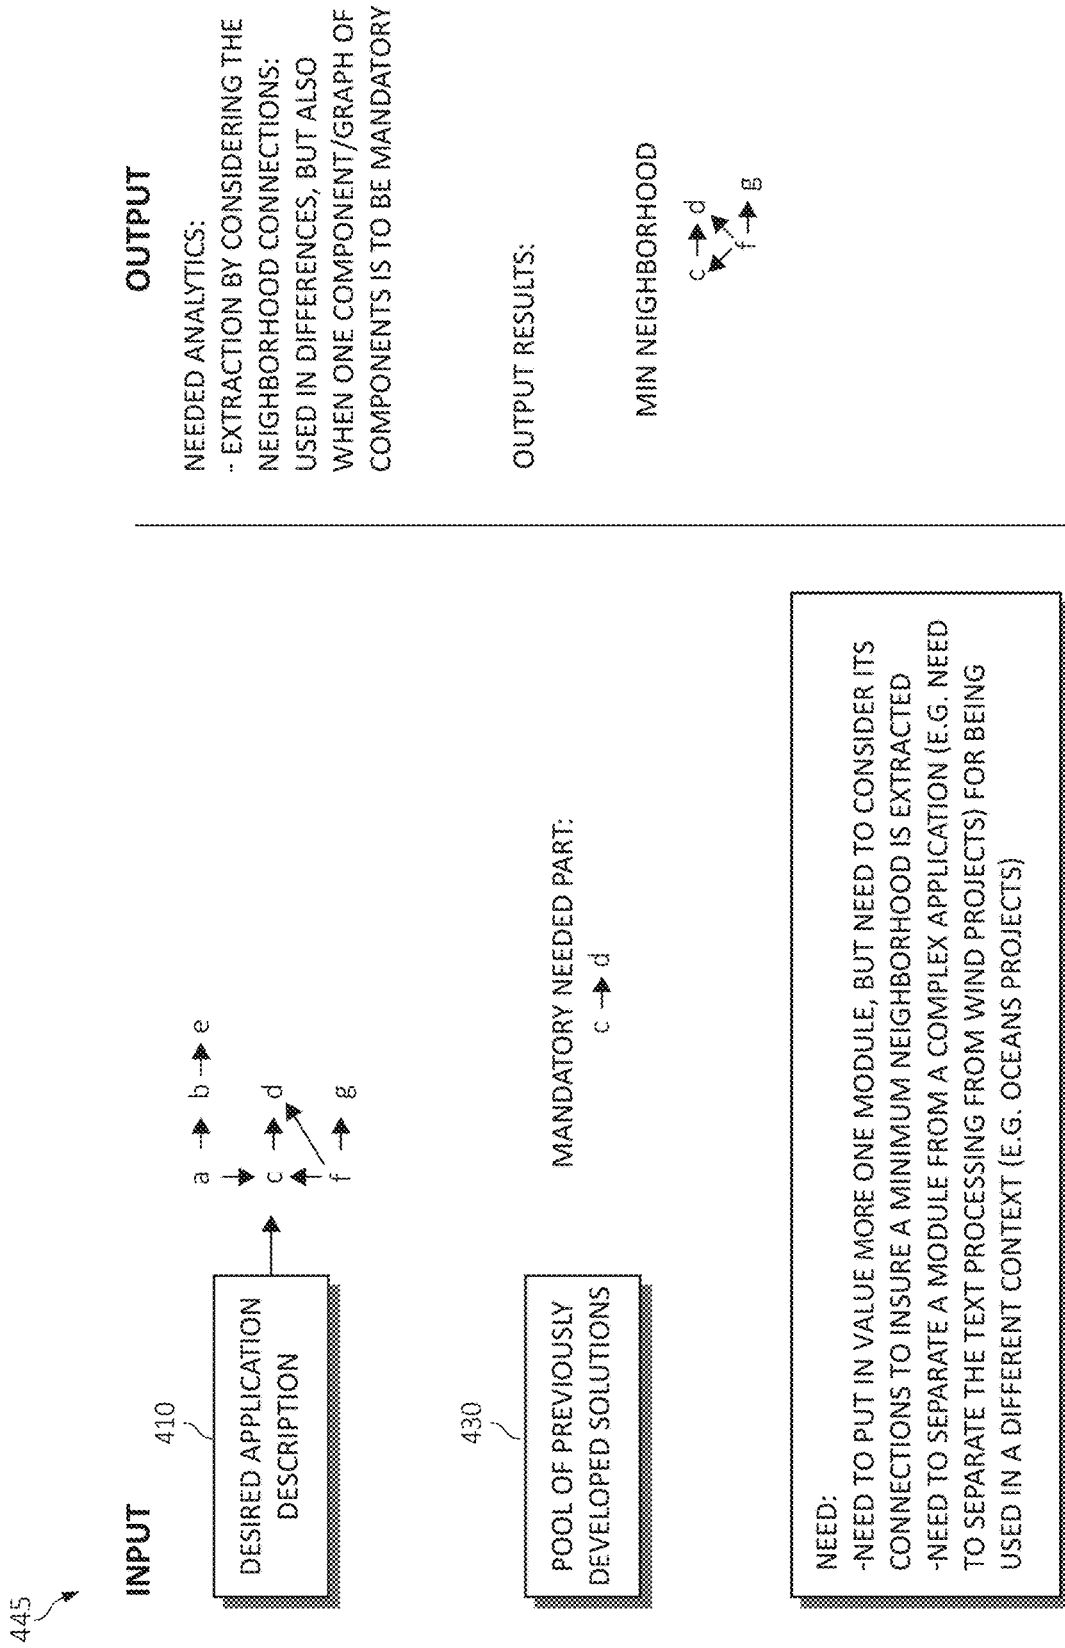 445
INPUT
410
DESIRED APPLICATION
DESCRIPTION
a b e
c d
f g
430
POOL OF PREVIOUSLY
DEVELOPED SOLUTIONS
MANDATORY NEEDED PART:
c d
NEED:
-NEED TO PUT IN VALUE MORE ONE MODULE, BUT NEED TO CONSIDER ITS
CONNECTIONS TO INSURE A MINIMUM NEIGHBORHOOD IS EXTRACTED
-NEED TO SEPARATE A MODULE FROM A COMPLEX APPLICATION (E.G. NEED
TO SEPARATE THE TEXT PROCESSING FROM WIND PROJECTS) FOR BEING
USED IN A DIFFERENT CONTEXT (E.G. OCEANS PROJECTS)
OUTPUT
NEEDED ANALYTICS:
- EXTRACTION BY CONSIDERING THE
NEIGHBORHOOD CONNECTIONS:
USED IN DIFFERENCES, BUT ALSO
WHEN ONE COMPONENT/GRAPH OF
COMPONENTS IS TO BE MANDATORY
OUTPUT RESULTS:
MIN NEIGHBORHOOD
c d
f g